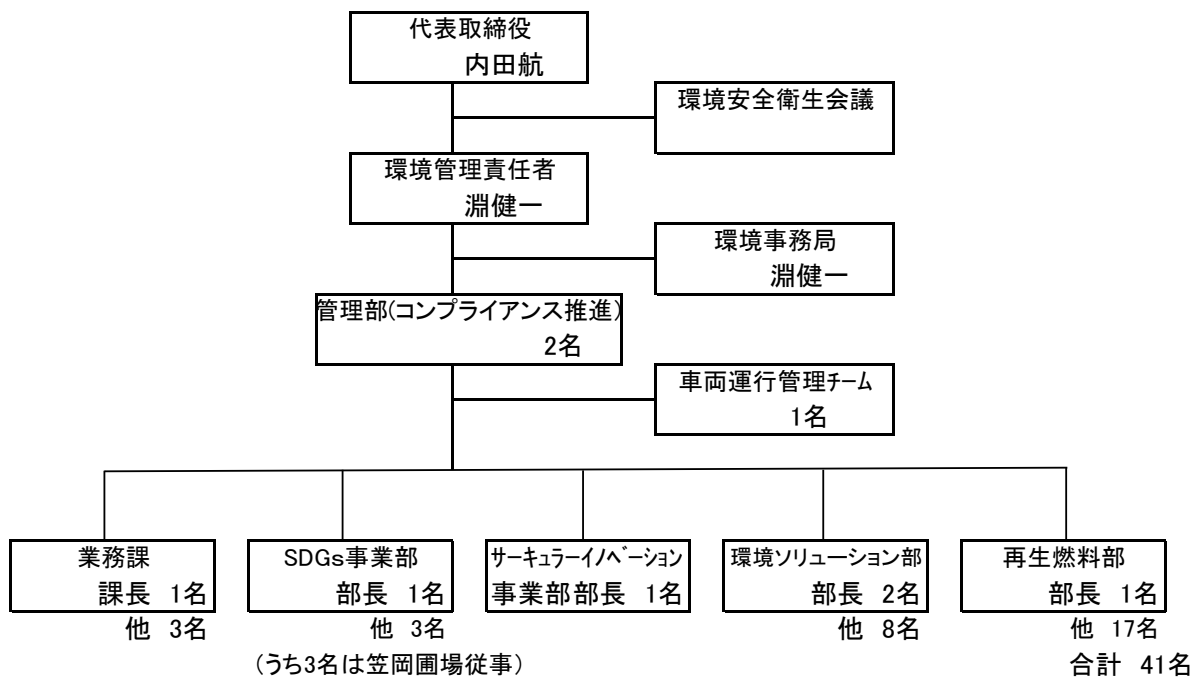 代表取締役
内田航
環境安全衛生会議
環境管理責任者
淵健一
環境事務局
淵健一
管理部(コンプライアンス推進)
2名
車両運行管理ﾁｰﾑ
1名
業務課
課長 1名
他 3名
SDGs事業部
部長 1名
他 3名
(うち3名は笠岡圃場従事)
ｻｰｷｭﾗｰｲﾉﾍﾞｰｼｮﾝ
事業部部長 1名
環境ソリューション部
部長 2名
他 8名
再生燃料部
部長 1名
他 17名
合計 41名